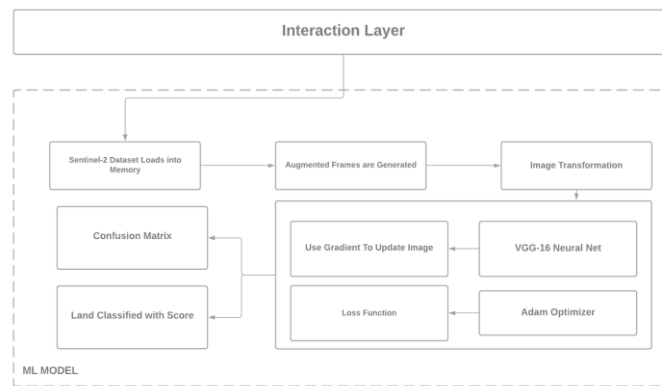 Interaction Layer
Sentinel-2 Dataset Loads into
Memory
Augmented Frames are Generated
Image Transformation
Confusion Matrix
Use Gradient To Update Image
VGG-16 Neural Net
Land Classified with Score
Loss Function
Adam Optimizer
ML MODEL